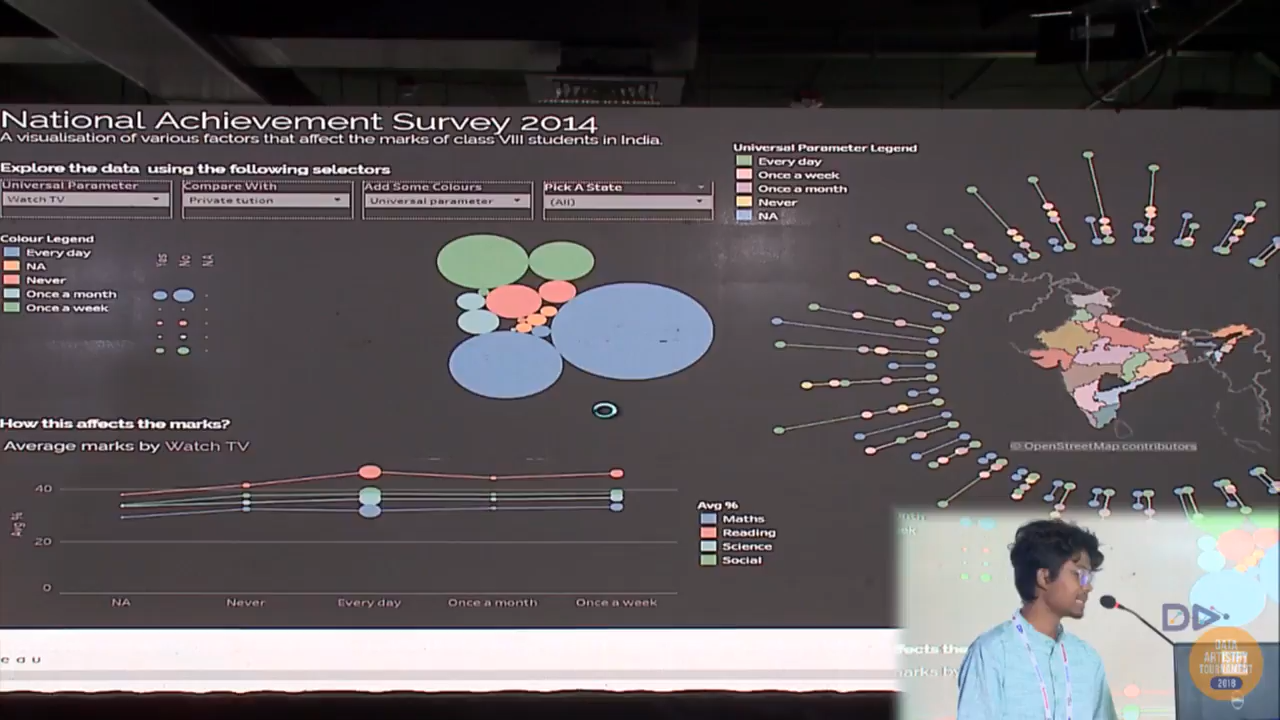 National Achievement Survey 2014
A visualisation of various factors that affect the marks of class VIII students in India.
Explore the data using the following selectors
Universal Parameter
Watch TV
Compare With
Private tution
Add Some Colours
Universal parameter
Pick A State
(All)
Universal Parameter Legend
Every day
Once a week
Once a month
Never
NA
Colour Legend
Every day
NA
Never
Once a month
Once a week
Yes
No
NA
© OpenStreetMap contributors
How this affects the marks?
Average marks by Watch TV
Avg %
40
20
0
NA
Never
Every day
Once a month
Once a week
Avg %
Maths
Reading
Science
Social
DATA
ARTISTRY
TOURNAMENT
2018